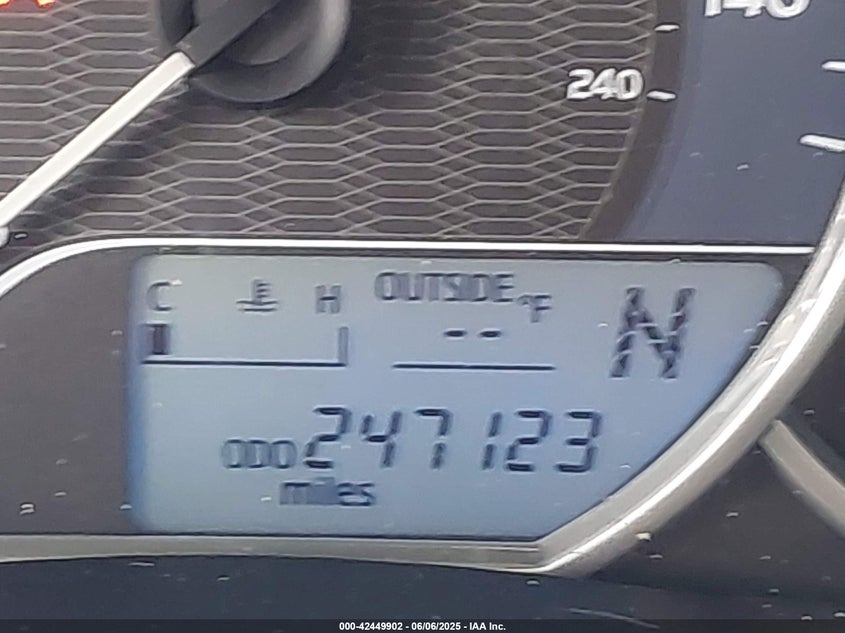 140
240
C H OUTSIDE °F
-- N
ODO 247123
miles
000-42449902 - 06/06/2025 - IAA Inc.